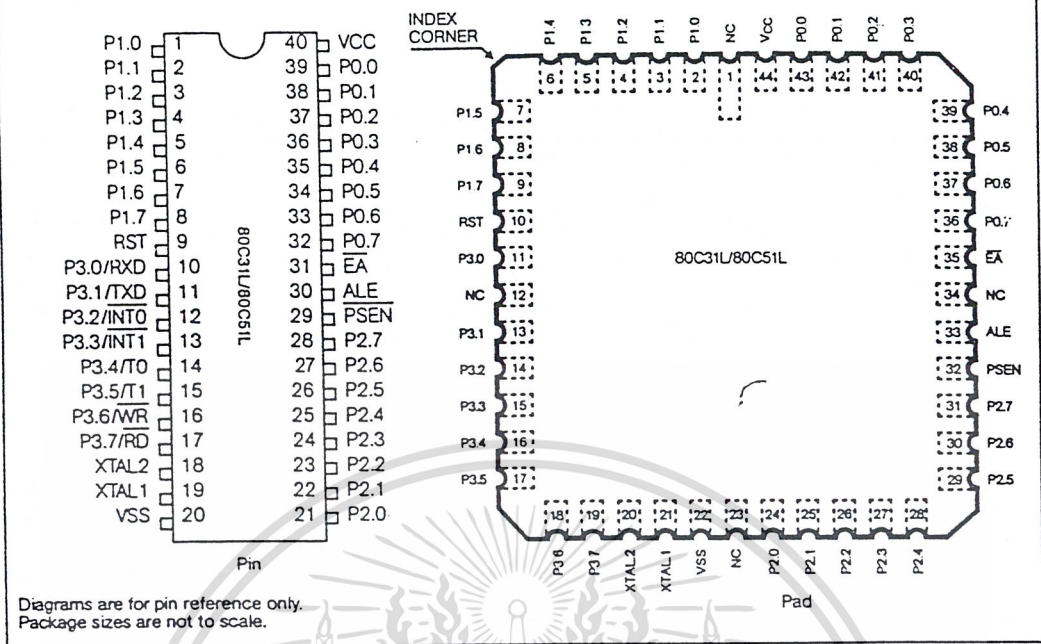 P1.0 1 40 VCC
P1.1 2 39 P0.0
P1.2 3 38 P0.1
P1.3 4 37 P0.2
P1.4 5 36 P0.3
P1.5 6 35 P0.4
P1.6 7 34 P0.5
P1.7 8 33 P0.6
RST 9 32 P0.7
P3.0/RXD 10 31 EA
P3.1/TXD 11 30 ALE
P3.2/INT0 12 29 PSEN
P3.3/INT1 13 28 P2.7
P3.4/T0 14 27 P2.6
P3.5/T1 15 26 P2.5
P3.6/WR 16 25 P2.4
P3.7/RD 17 24 P2.3
XTAL2 18 23 P2.2
XTAL1 19 22 P2.1
VSS 20 21 P2.0
80C31L/80C51L
Pin
INDEX
CORNER
P1.4 P1.3 P1.2 P1.1 P1.0 NC Vcc P0.0 P0.1 P0.2 P0.3
6 5 4 3 2 1 44 43 42 41 40
P1.5 7 39 P0.4
P1.6 8 38 P0.5
P1.7 9 37 P0.6
RST 10 36 P0.7
P3.0 11 80C31L/80C51L 35 EA
NC 12 34 NC
P3.1 13 33 ALE
P3.2 14 32 PSEN
P3.3 15 31 P2.7
P3.4 16 30 P2.6
P3.5 17 29 P2.5
18 19 20 21 22 23 24 25 26 27 28
P3.6 P3.7 XTAL2 XTAL1 VSS NC P2.0 P2.1 P2.2 P2.3 P2.4
Pad
Diagrams are for pin reference only.
Package sizes are not to scale.